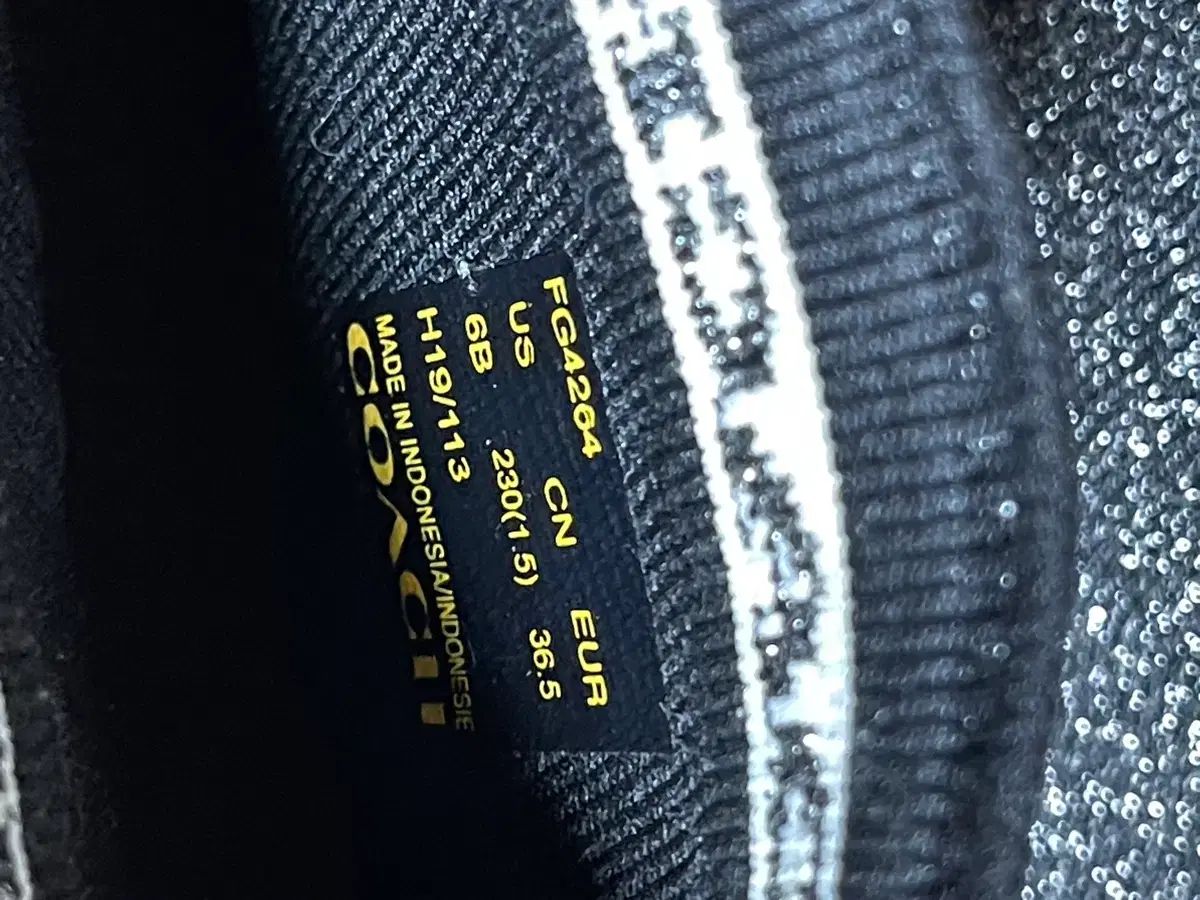 FG4264
US CN EUR
6B .230(1.5) 36.5
H19/113
MADE IN INDONESIA/INDONESIE
COACH